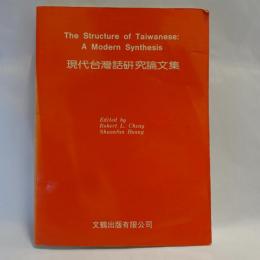 The Structure of Taiwanese:
A Modern Synthesis
現代台灣話研究論文集
Edited by
Robert L. Cheng
Shuanfan Huang
文鶴出版有限公司